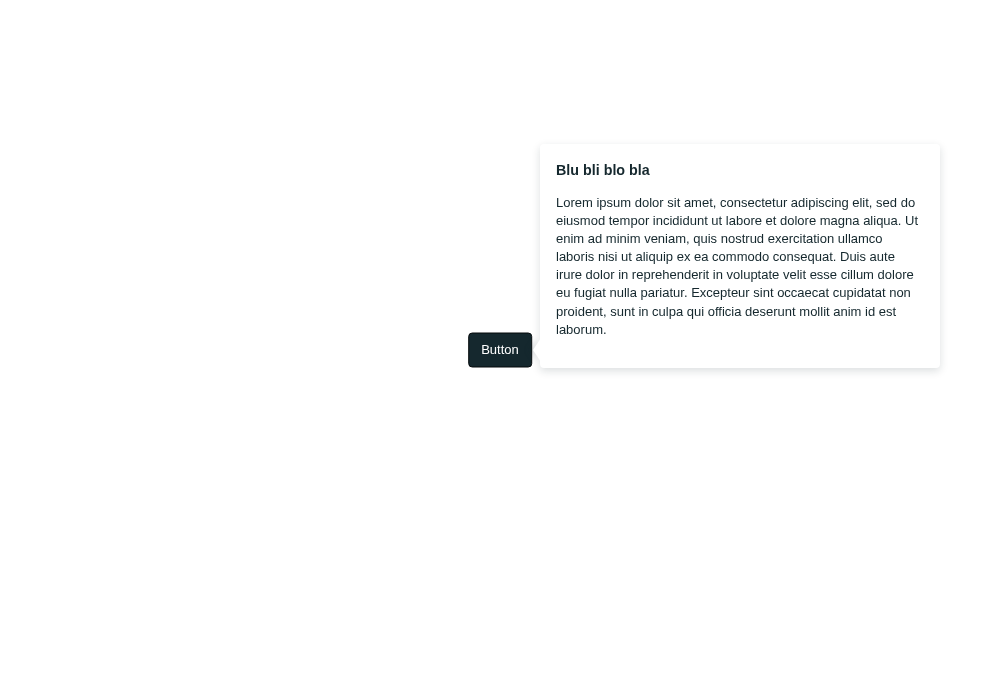 Blu bli blo bla
Lorem ipsum dolor sit amet, consectetur adipiscing elit, sed do
eiusmod tempor incididunt ut labore et dolore magna aliqua. Ut
enim ad minim veniam, quis nostrud exercitation ullamco
laboris nisi ut aliquip ex ea commodo consequat. Duis aute
irure dolor in reprehenderit in voluptate velit esse cillum dolore
eu fugiat nulla pariatur. Excepteur sint occaecat cupidatat non
proident, sunt in culpa qui officia deserunt mollit anim id est
laborum.
Button